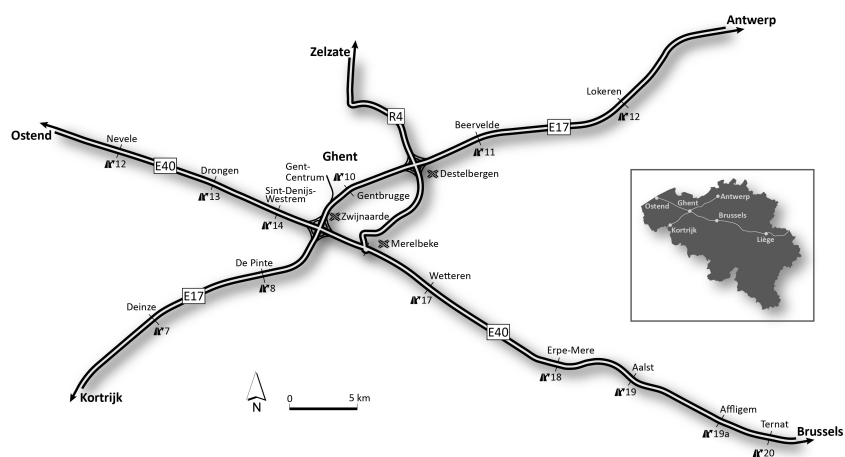 Antwerp
Zelzate
Lokeren
12
R4
Beervelde
E17
11
Ostend
Nevele
12
E40
Ghent
Gent-
Centrum
10
Drongen
13
Destelbergen
Sint-Denijs-
Westrem
14
Gentbrugge
Zwijnaarde
Merelbeke
De Pinte
8
Wetteren
17
E17
Deinze
7
E40
Erpe-Mere
18
Aalst
19
Kortrijk
N
0
5 km
Affligem
19a
Ternat
20
Brussels
Ostend
Ghent
Antwerp
Brussels
Kortrijk
Liège